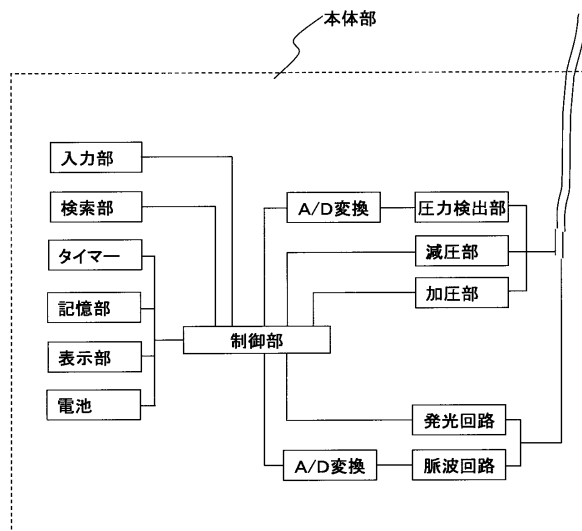 本体部
入力部
検索部
タイマー
記憶部
表示部
電池
制御部
A/D変換
圧力検出部
減圧部
加圧部
発光回路
A/D変換
脈波回路